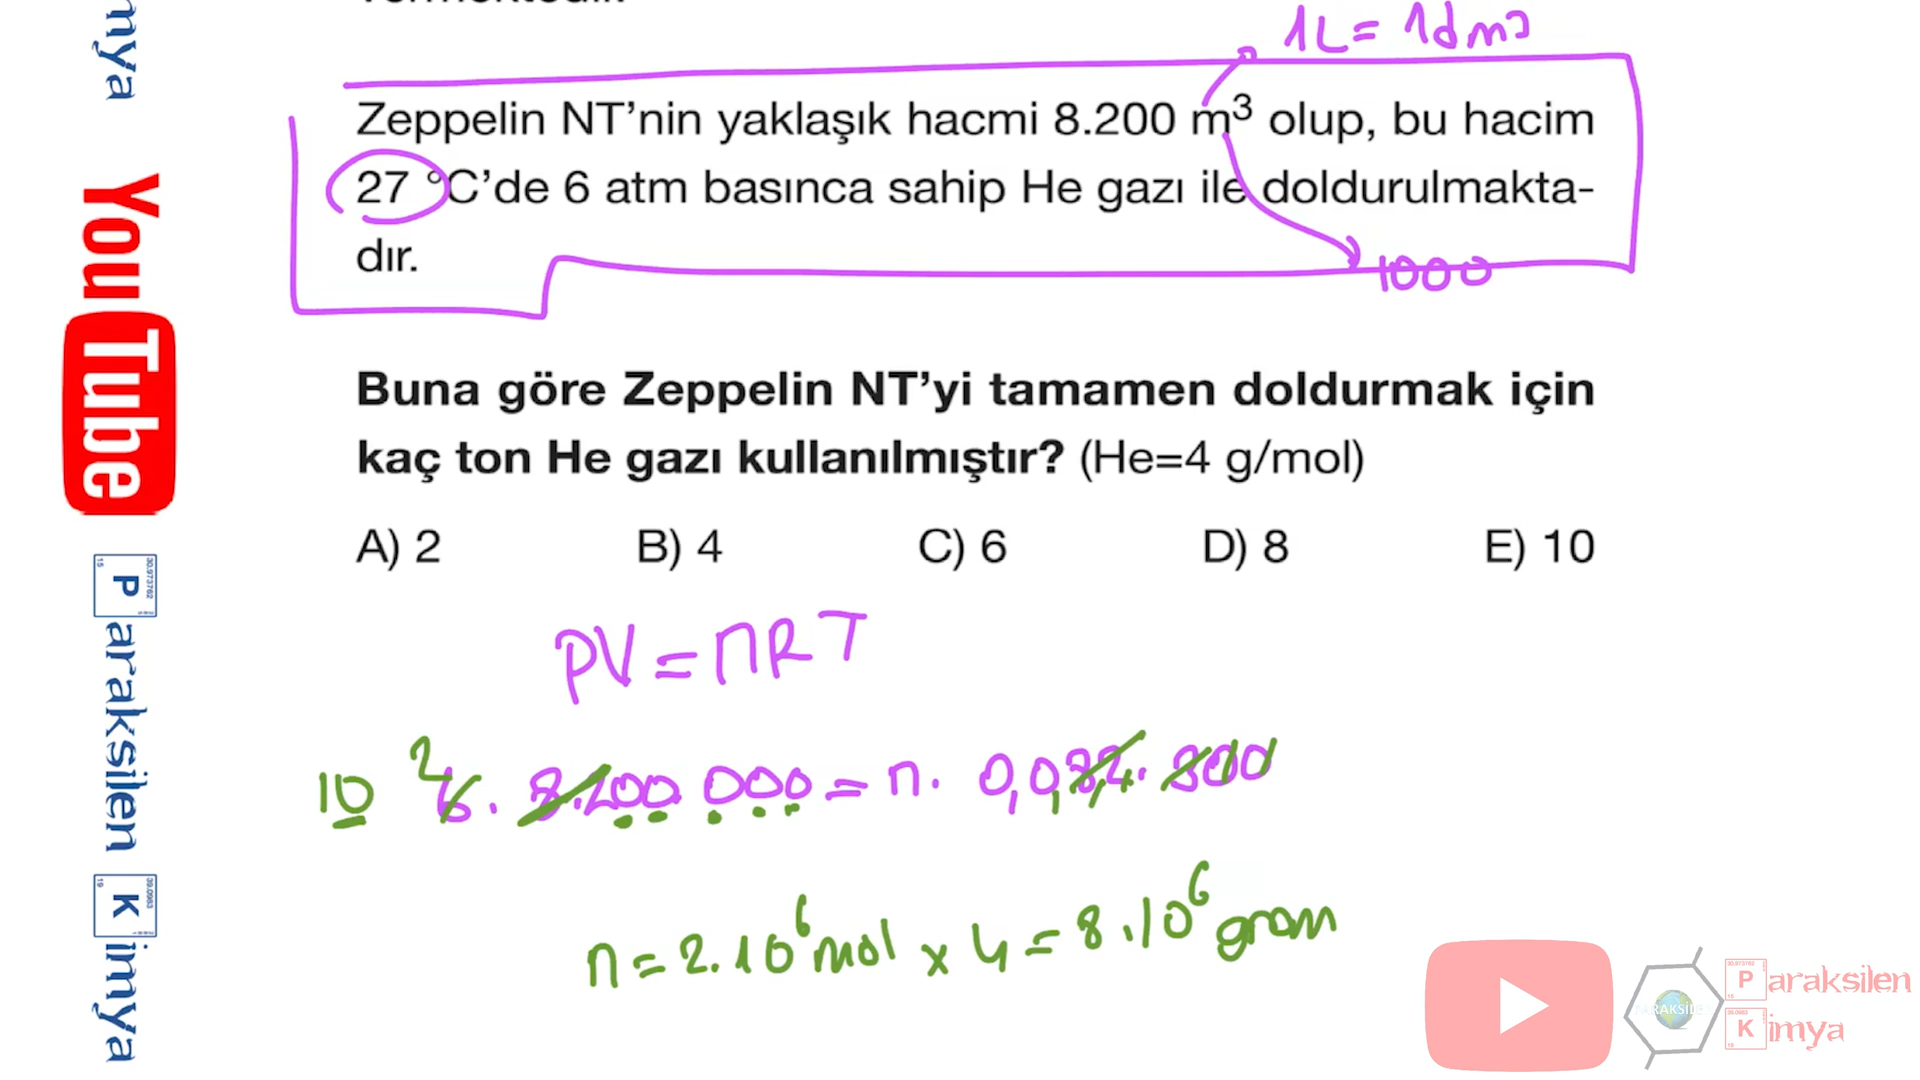 1L = 1dm3
Zeppelin NT’nin yaklaşık hacmi 8.200 m³ olup, bu hacim
27 °C’de 6 atm basınca sahip He gazı ile doldurulmakta-
dır.
1000
Buna göre Zeppelin NT’yi tamamen doldurmak için
kaç ton He gazı kullanılmıştır? (He=4 g/mol)
A) 2 B) 4 C) 6 D) 8 E) 10
PV = nRT
10 2 6. 8.200 000 = n. 0,082. 300
n = 2.10⁶ mol x 4 = 8.10⁶ gram
imya
YouTube
Paraksilen
Kimya
PARAKSİLE
Paraksilen
Kimya